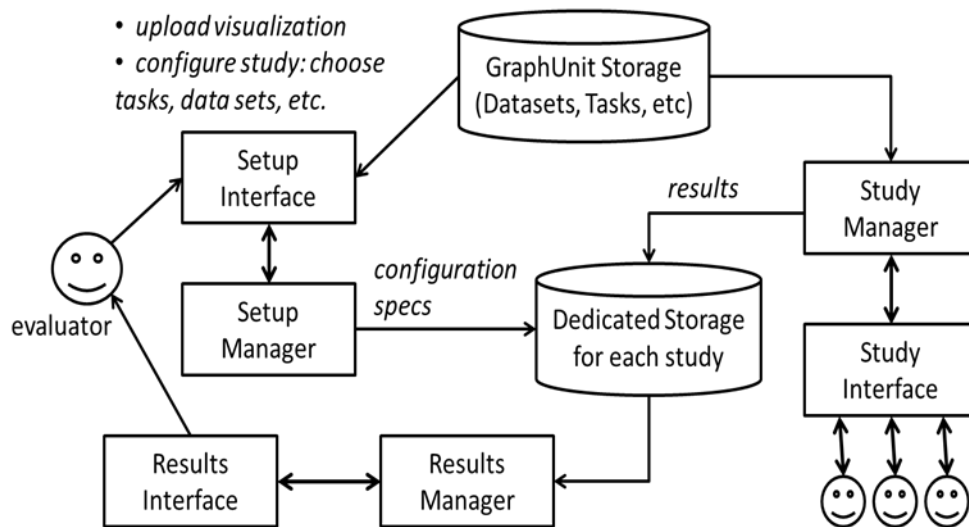 • upload visualization
• configure study: choose
tasks, data sets, etc.
GraphUnit Storage
(Datasets, Tasks, etc)
Setup
Interface
results
Study
Manager
evaluator
configuration
specs
Setup
Manager
Dedicated Storage
for each study
Study
Interface
Results
Interface
Results
Manager